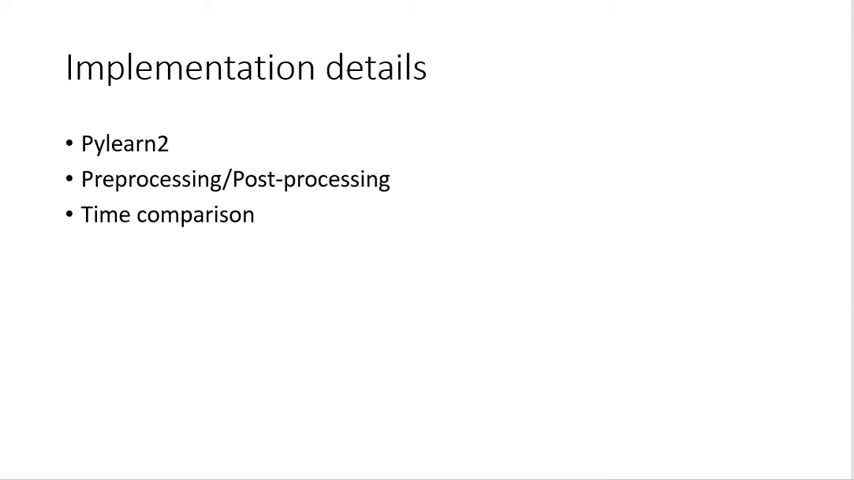 Implementation details
• Pylearn2
• Preprocessing/Post-processing
• Time comparison